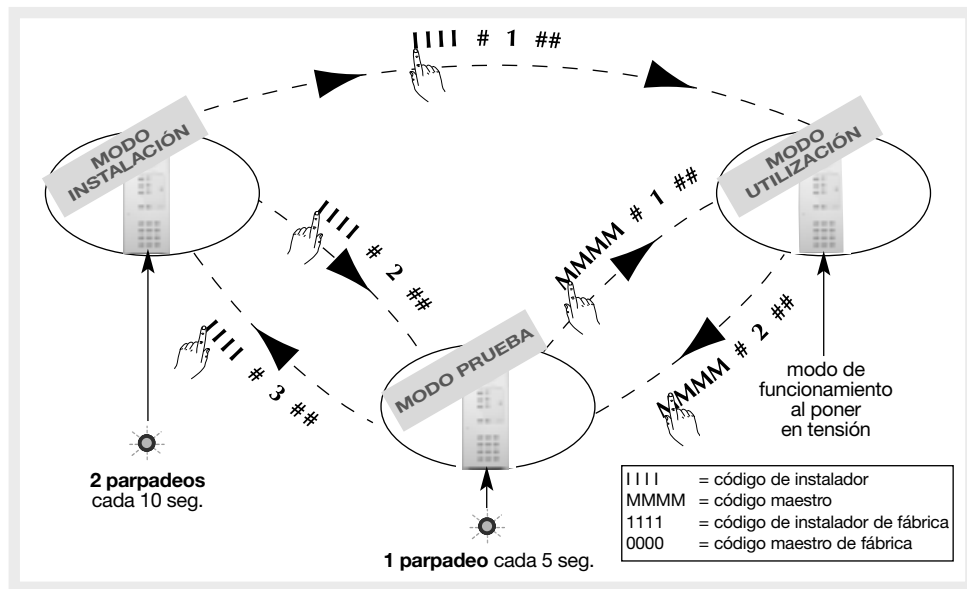 IIII # 1 ##
MODO
INSTALACIÓN
MODO
UTILIZACIÓN
IIII # 2 ##
MMMM # 1 ##
IIII # 3 ##
MODO PRUEBA
MMMM # 2 ##
modo de
funcionamiento
al poner
en tensión
2 parpadeos
cada 10 seg.
1 parpadeo cada 5 seg.
I I I I = código de instalador
MMMM = código maestro
1111 = código de instalador de fábrica
0000 = código maestro de fábrica